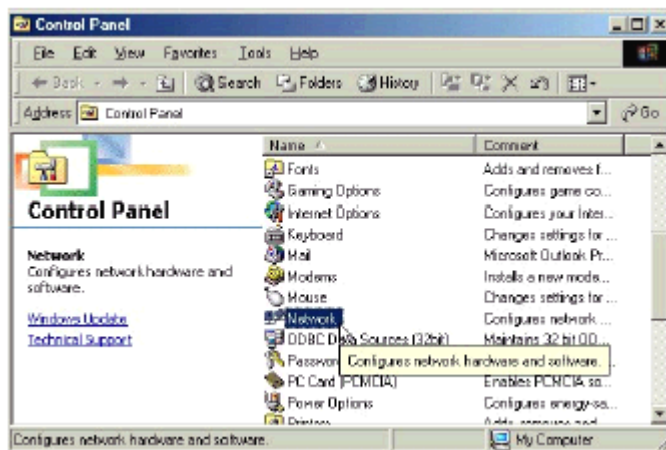 Control Panel
File Edit View Favorites Tools Help
Back Search Folders History
Address Control Panel Go
Control Panel
Network
Configures network hardware and
software.
Windows Update
Technical Support
Name Comment
Fonts Adds and removes f...
Gaming Options Configures game co...
Internet Options Configures your Inter...
Keyboard Changes settings for ...
Mail Microsoft Outlook Pr...
Modems Installs a new mode...
Mouse Changes settings for ...
Network Configures network ...
ODBC Data Sources (32bit) Maintains 32 bit OD...
Configures network hardware and software.
PC Card (PCMCIA) Enables PCMCIA so...
Power Options Configures energy-sa...
Printers
Configures network hardware and software. My Computer